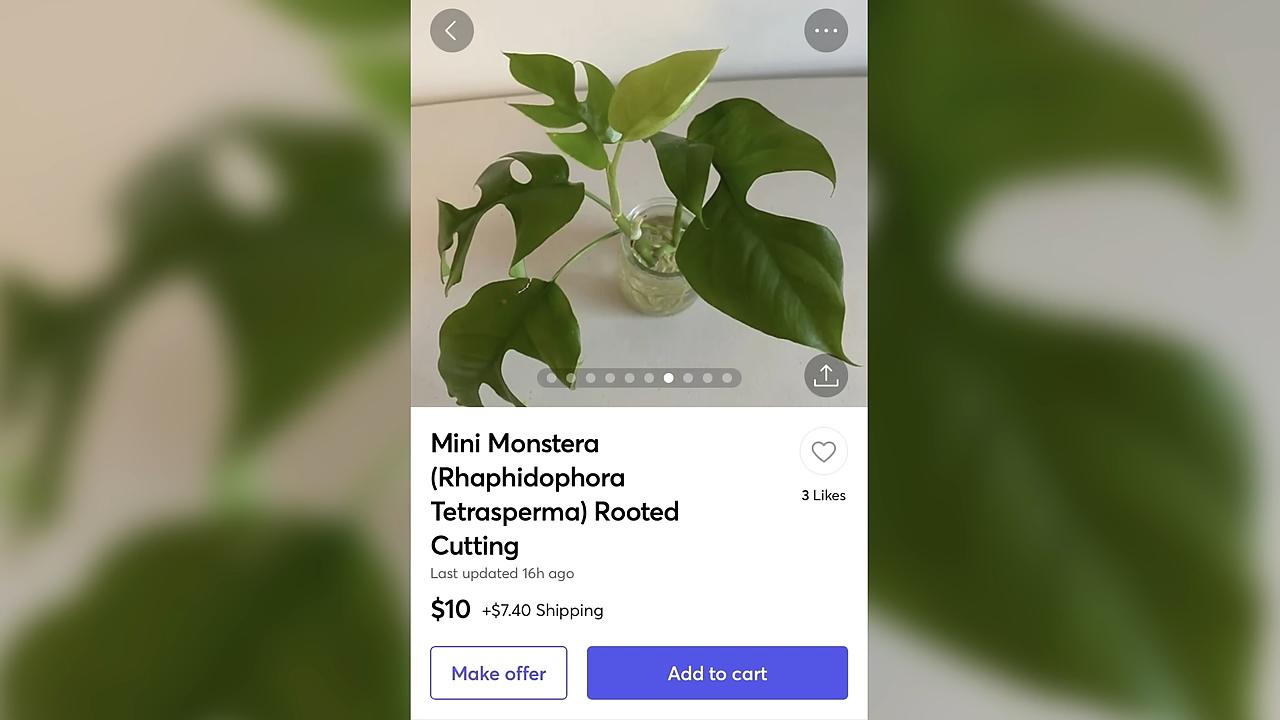 Mini Monstera
(Rhaphidophora
Tetrasperma) Rooted
Cutting
3 Likes
Last updated 16h ago
$10 +$7.40 Shipping
Make offer
Add to cart